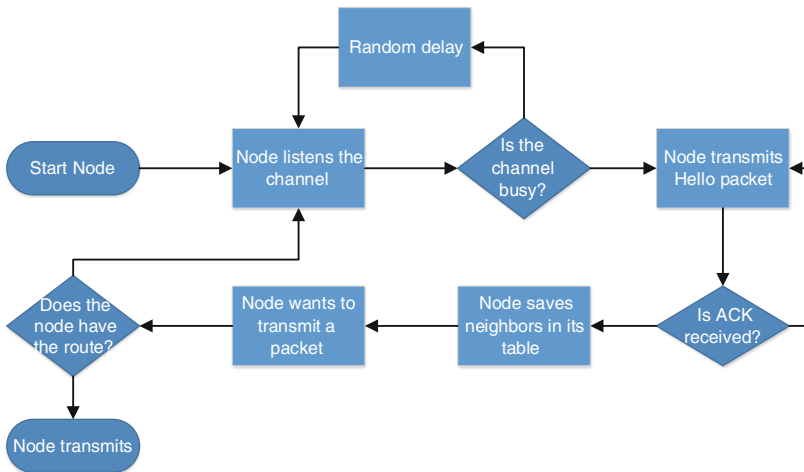 Random delay
Start Node
Node listens the
channel
Is the
channel
busy?
Node transmits
Hello packet
Does the
node have
the route?
Node wants to
transmit a
packet
Node saves
neighbors in its
table
Is ACK
received?
Node transmits